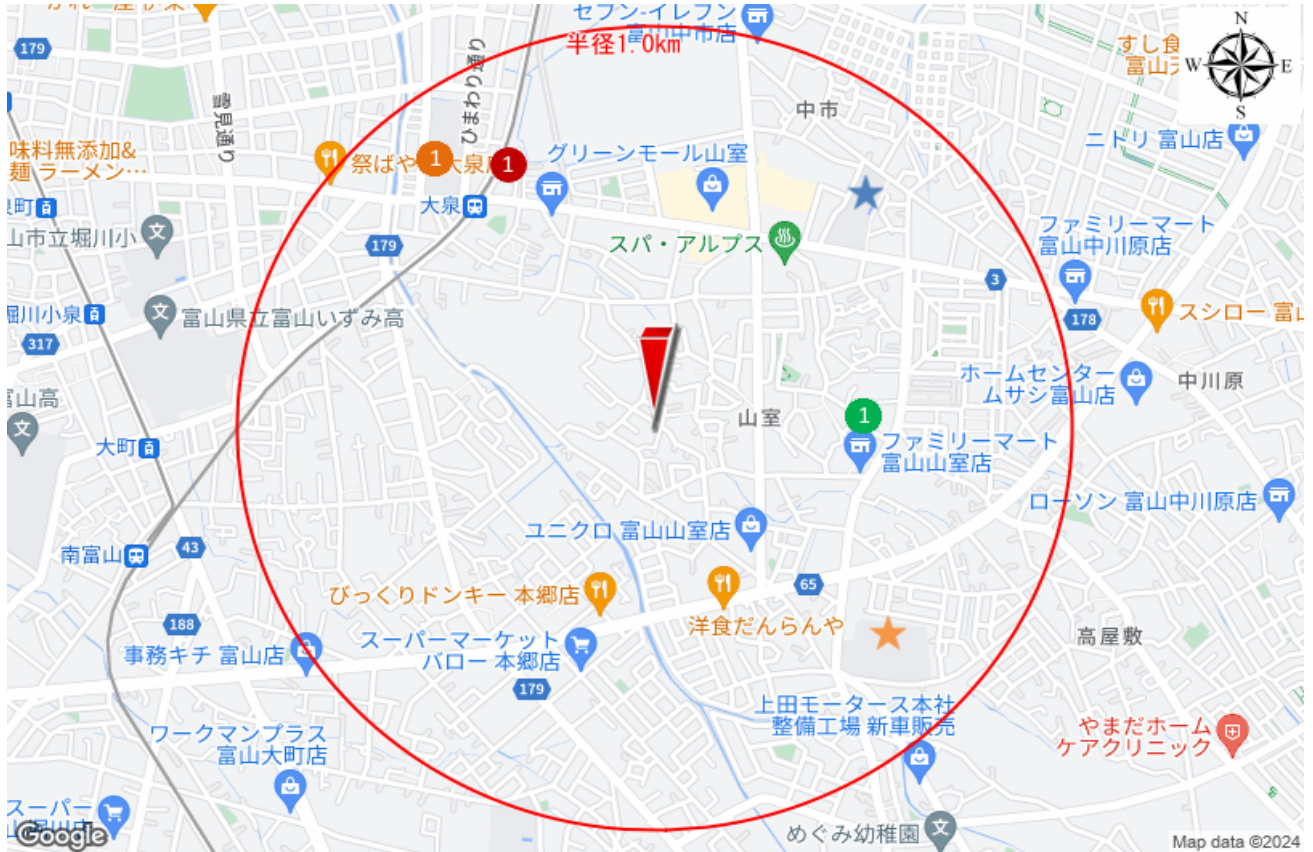 セブン-イレブン
富山中市店
半径1.0km
N
W
E
S
179
ひまわり通り
雪見通り
すし食
中市
ニトリ 富山店
味料無添加&
麺 ラーメン…
祭ばや
1
大泉店
1
グリーンモール山室
大泉
山市立堀川小
スパ・アルプス
ファミリーマート
富山中川原店
179
3
堀川小泉
富山県立富山いずみ高
178
スシロー 富山
317
ホームセンター
ムサシ富山店
中川原
富山高
山室
1
大町
ファミリーマート
富山山室店
ローソン 富山中川原店
ユニクロ 富山山室店
南富山
43
びっくりドンキー 本郷店
65
洋食だんらんや
188
事務キチ 富山店
スーパーマーケット
バロー 本郷店
高屋敷
179
上田モータース本社
整備工場 新車販売
やまだホーム
ケアクリニック
ワークマンプラス
富山大町店
スーパー
めぐみ幼稚園
Google
Map data ©2024